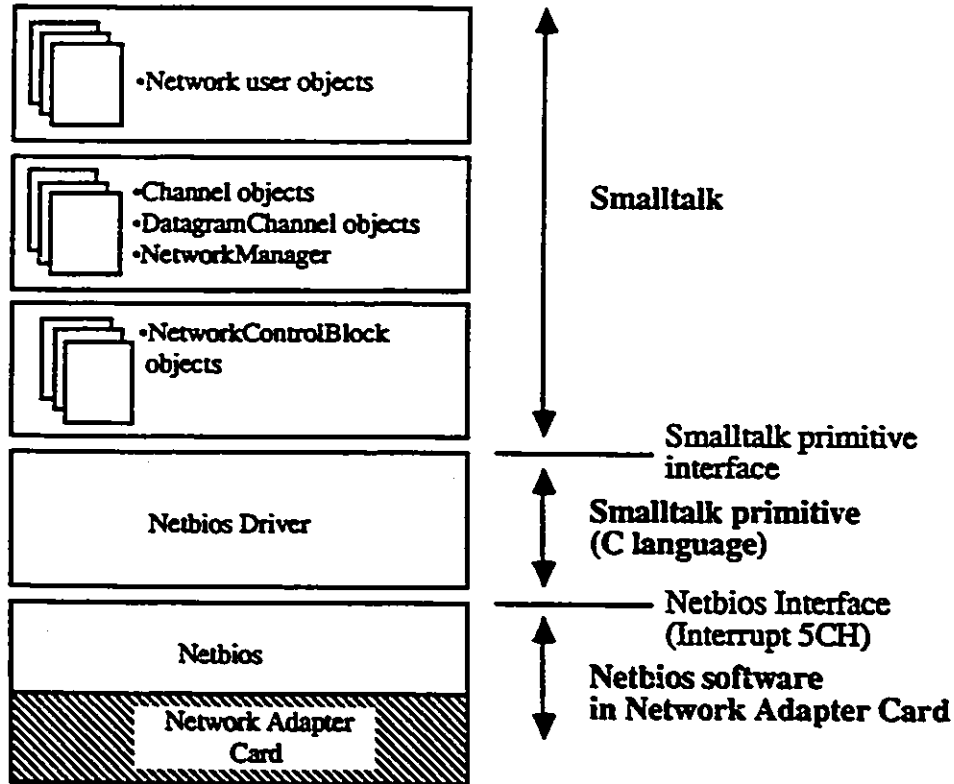 •Network user objects
•Channel objects
•DatagramChannel objects
•NetworkManager
Smalltalk
•NetworkControlBlock
objects
Smalltalk primitive
interface
Netbios Driver
Smalltalk primitive
(C language)
Netbios Interface
(Interrupt 5CH)
Netbios
Netbios software
in Network Adapter Card
Network Adapter
Card